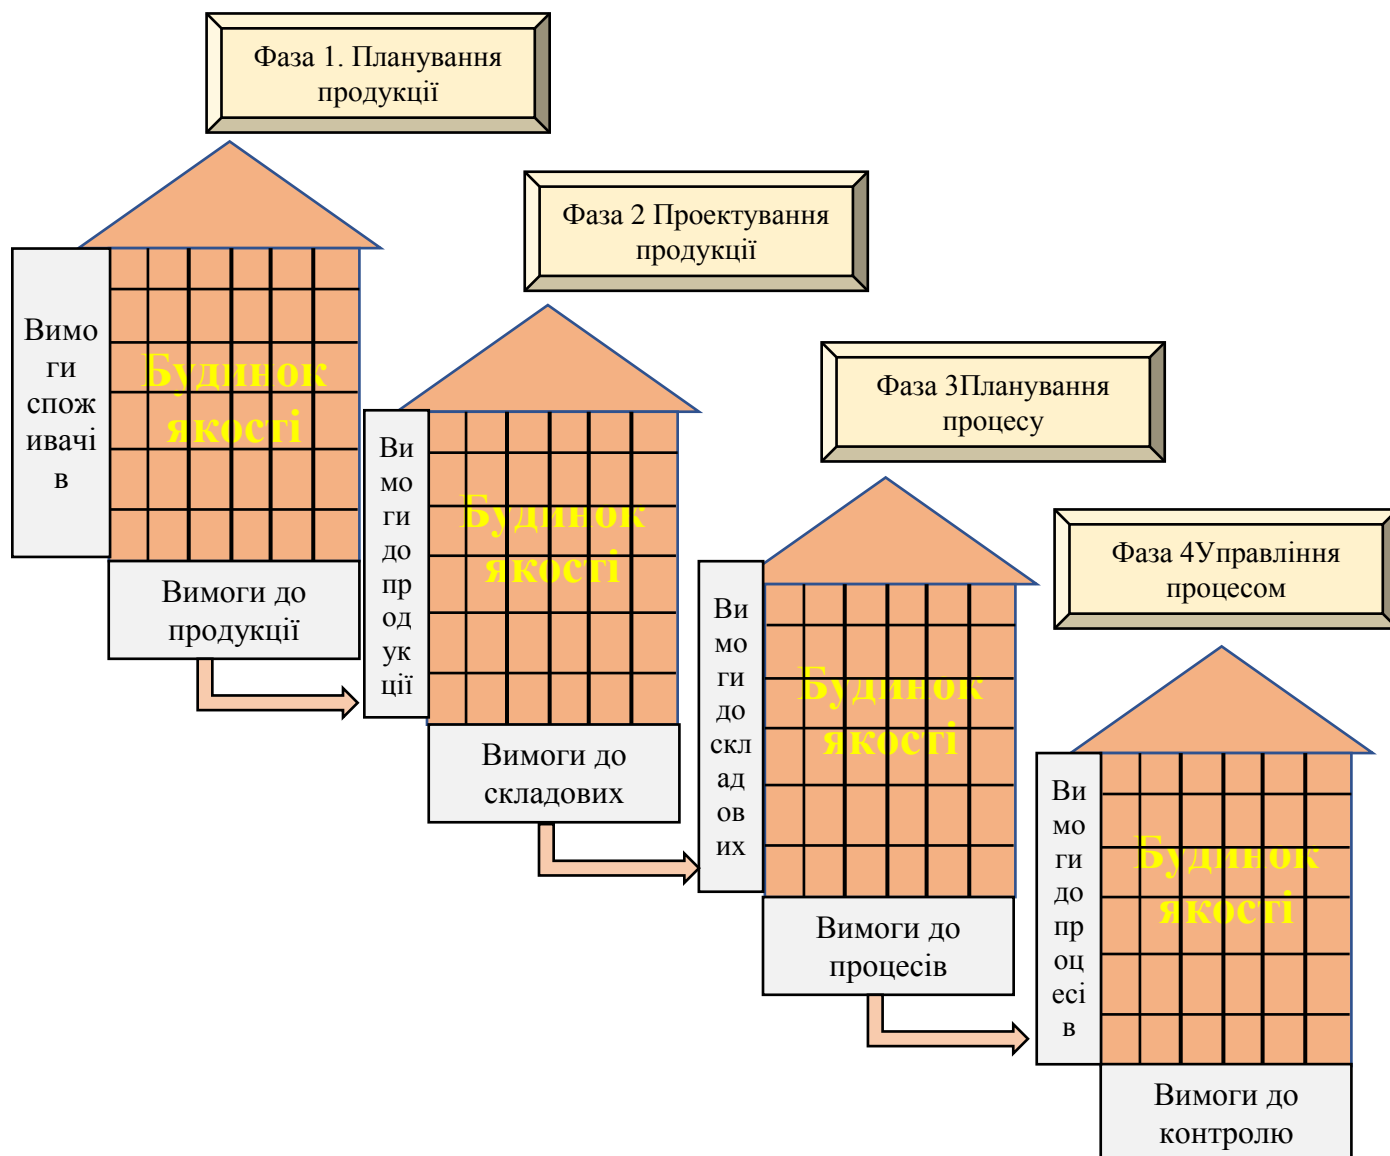 Фаза 1. Планування
продукції
Вимо
ги
спож
ивачі
в
Будинок
якості
Вимоги до
продукції
Фаза 2 Проектування
продукції
Ви
мо
ги
до
пр
од
ук
ції
Будинок
якості
Вимоги до
складових
Фаза 3Планування
процесу
Ви
мо
ги
до
скл
ад
ов
их
Будинок
якості
Вимоги до
процесів
Фаза 4Управління
процесом
Ви
мо
ги
до
пр
оц
есі
в
Будинок
якості
Вимоги до
контролю